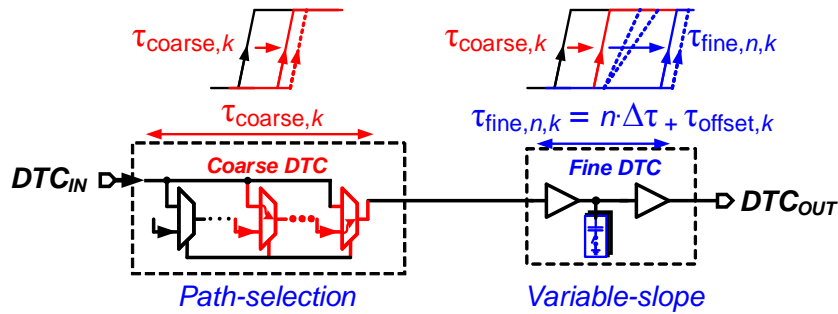 τcoarse,k
τcoarse,k τfine,n,k
τcoarse,k
τfine,n,k = n·Δτ + τoffset,k
Coarse DTC
Fine DTC
DTCIN
DTCOUT
Path-selection
Variable-slope